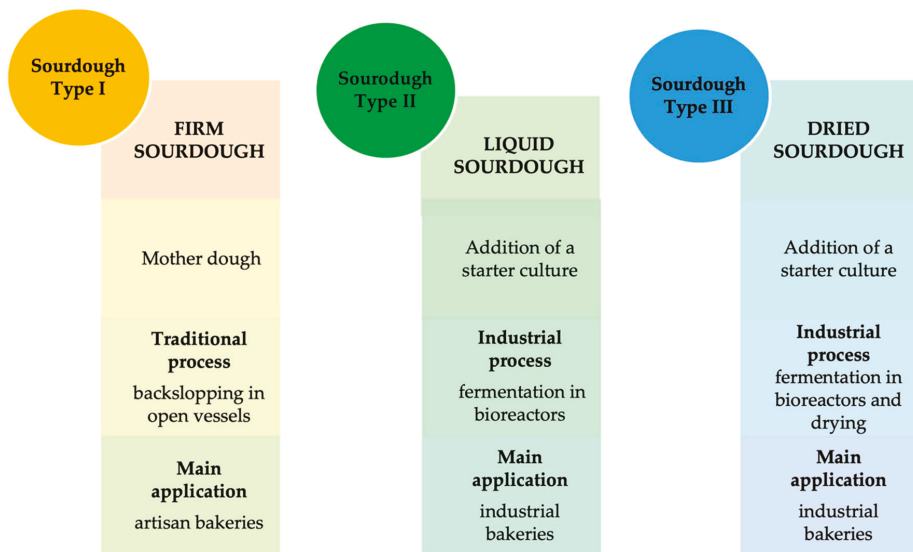 Sourdough
Type I
FIRM
SOURDOUGH
Mother dough
Traditional
process
backslopping in
open vessels
Main
application
artisan bakeries
Sourodugh
Type II
LIQUID
SOURDOUGH
Addition of a
starter culture
Industrial
process
fermentation in
bioreactors
Main
application
industrial
bakeries
Sourdough
Type III
DRIED
SOURDOUGH
Addition of a
starter culture
Industrial
process
fermentation in
bioreactors and
drying
Main
application
industrial
bakeries